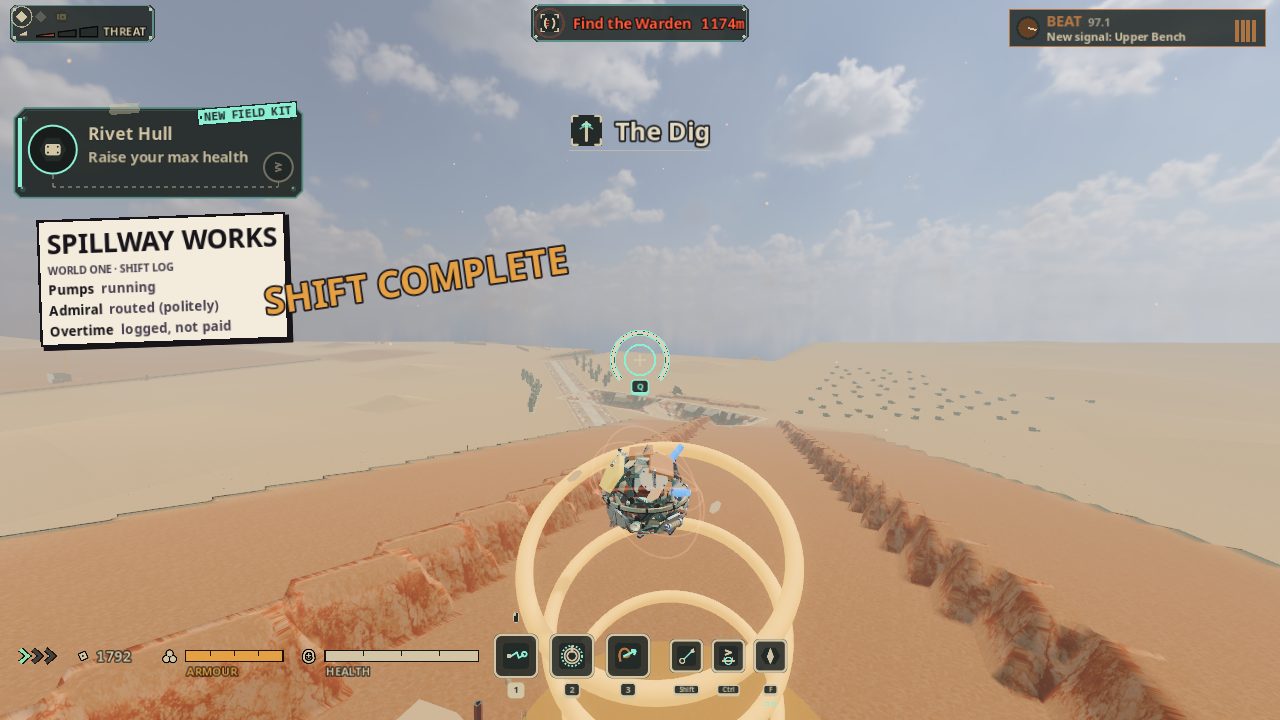 THREAT
Find the Warden 1174m
BEAT 97.1
New signal: Upper Bench
NEW FIELD KIT
Rivet Hull
Raise your max health
The Dig
SPILLWAY WORKS
WORLD ONE · SHIFT LOG
Pumps running
Admiral routed (politely)
Overtime logged, not paid
SHIFT COMPLETE
Q
1792
ARMOUR
HEALTH
1
2
3
Shift
Ctrl
F